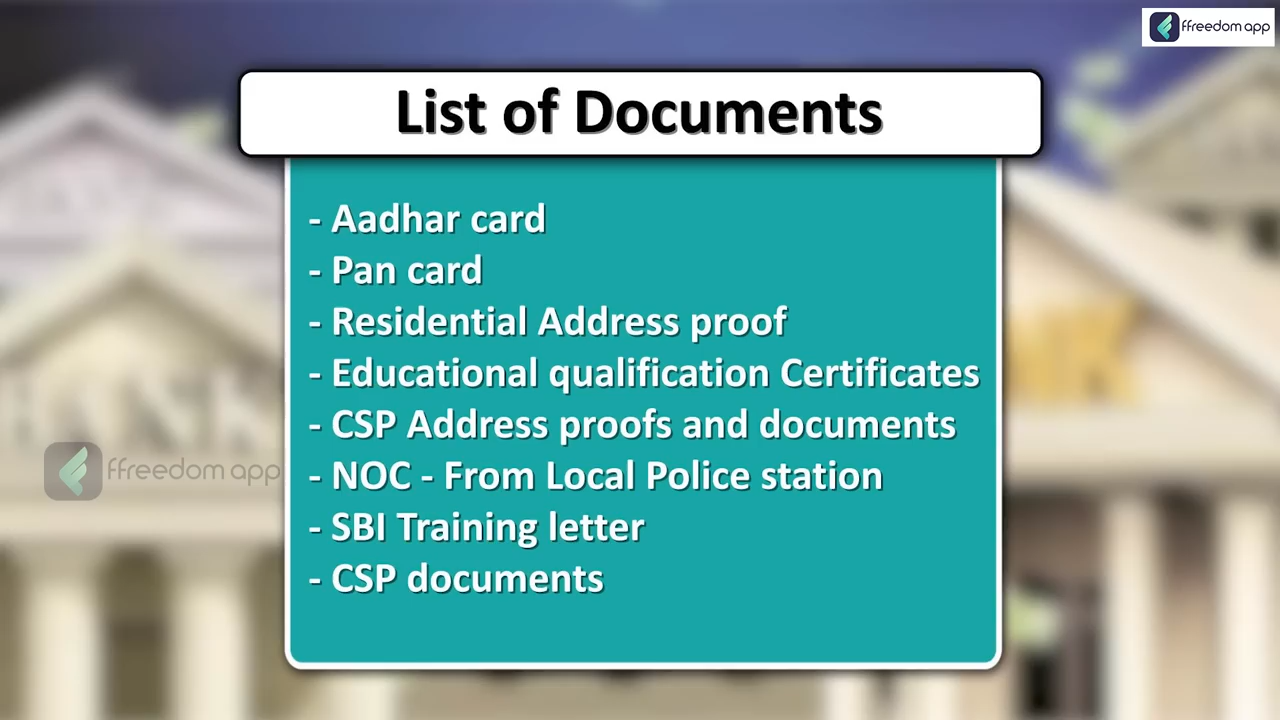 ffreedom app
List of Documents
- Aadhar card
- Pan card
- Residential Address proof
- Educational qualification Certificates
- CSP Address proofs and documents
- NOC - From Local Police station
- SBI Training letter
- CSP documents
ffreedom app